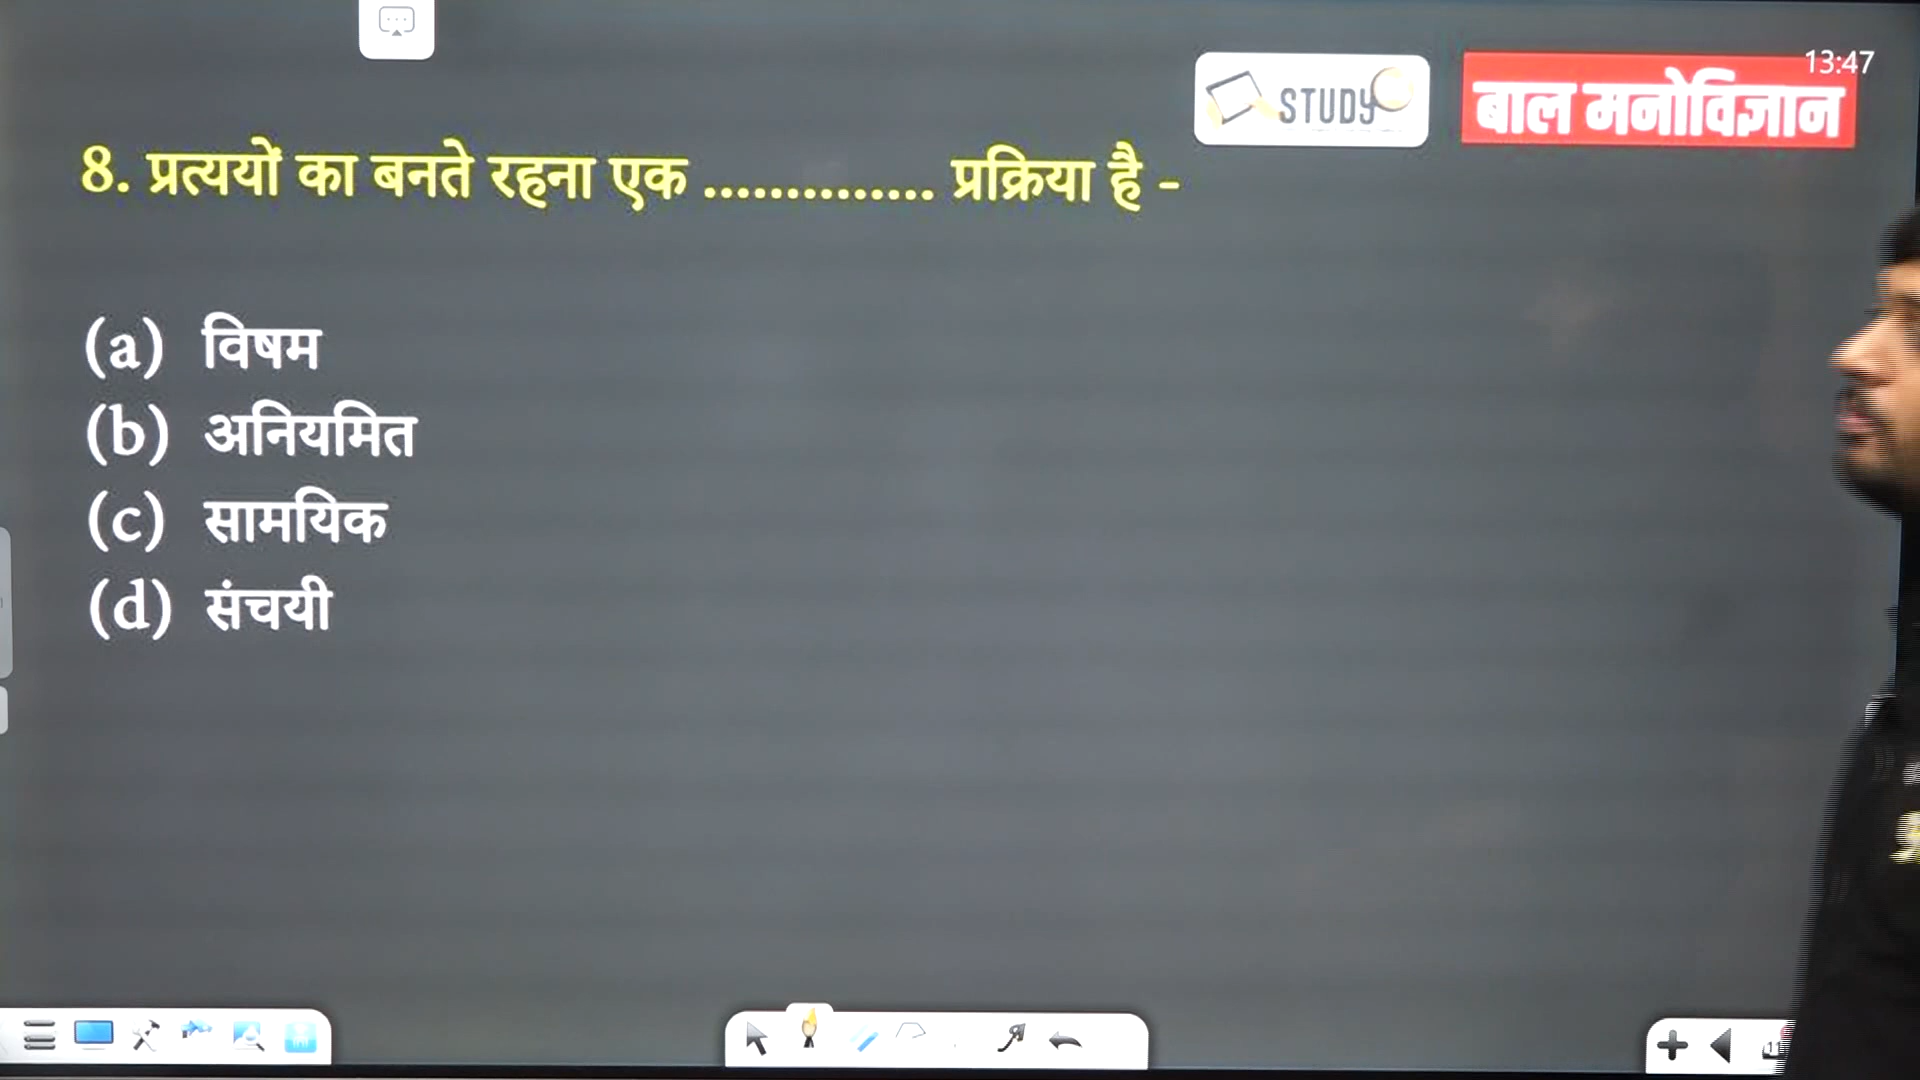 13:47
STUDY
बाल मनोविज्ञान
8. प्रत्ययों का बनते रहना एक .............. प्रक्रिया है -
(a) विषम
(b) अनियमित
(c) सामयिक
(d) संचयी